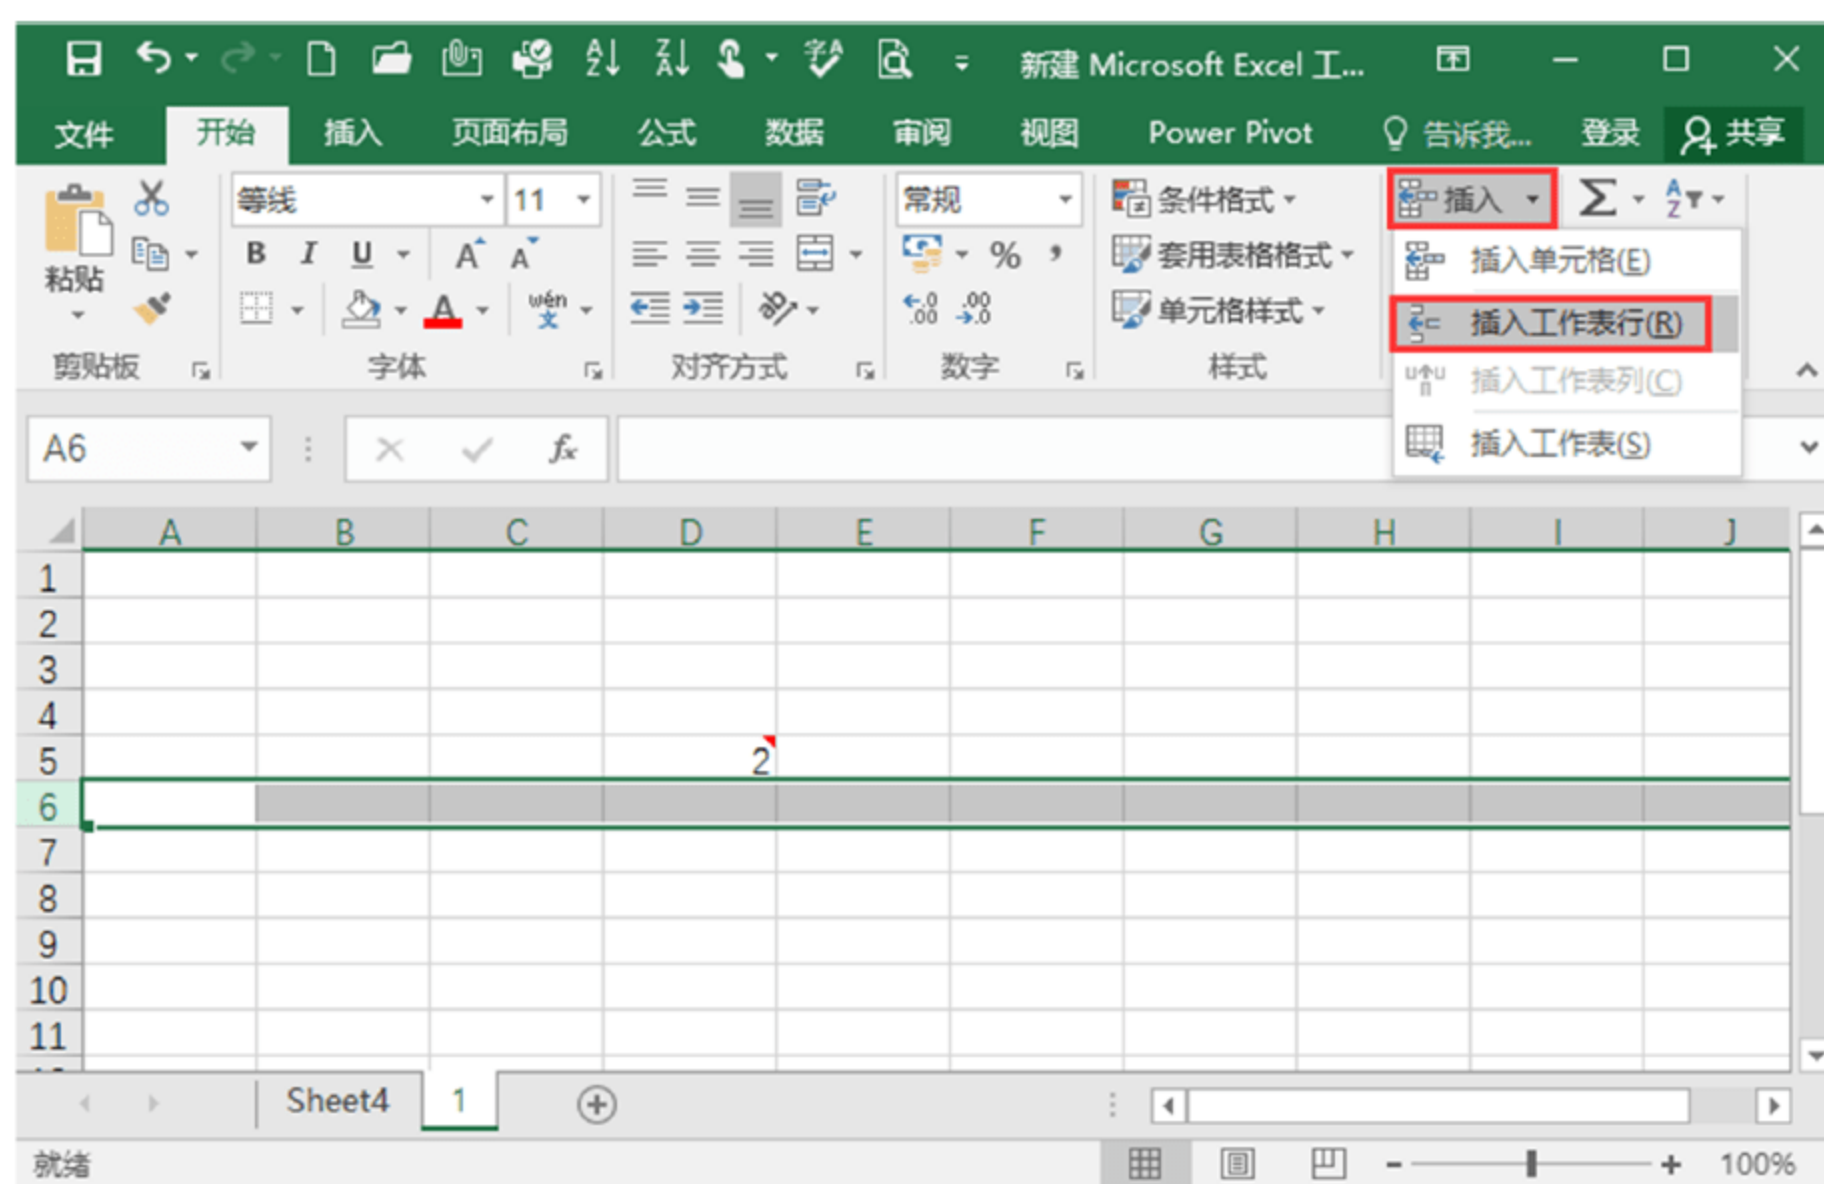 新建 Microsoft Excel 工...
文件 开始 插入 页面布局 公式 数据 审阅 视图 Power Pivot 告诉我... 登录 共享
粘贴
等线 11
B I U A A
A wén 文
常规
% ,
.0 .00 .00 .0
条件格式
套用表格格式
单元格样式
插入 Σ A Z
剪贴板 字体 对齐方式 数字 样式
插入单元格(E)
插入工作表行(R)
插入工作表列(C)
插入工作表(S)
A6 fx
A B C D E F G H I J
1
2
3
4
5 2
6
7
8
9
10
11
Sheet4 1
就绪 100%